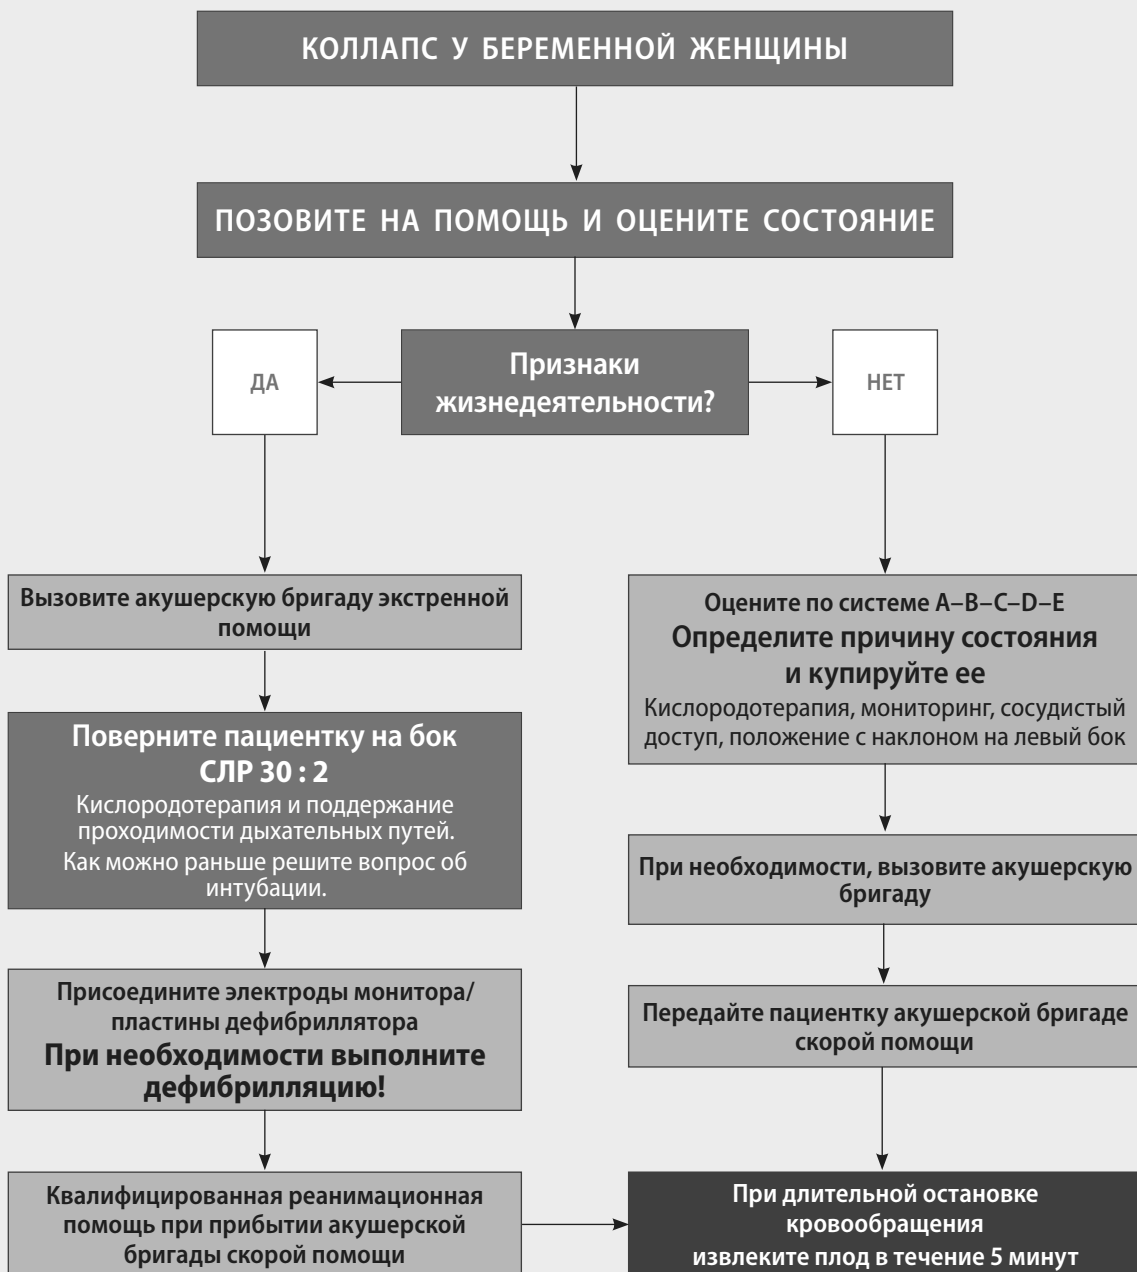 КОЛЛАПС У БЕРЕМЕННОЙ ЖЕНЩИНЫ
ПОЗОВИТЕ НА ПОМОЩЬ И ОЦЕНИТЕ СОСТОЯНИЕ
Признаки
жизнедеятельности?
ДА
НЕТ
Вызовите акушерскую бригаду экстренной
помощи
Поверните пациентку на бок
СЛР 30 : 2
Кислородотерапия и поддержание
проходимости дыхательных путей.
Как можно раньше решите вопрос об
интубации.
Присоедините электроды монитора/
пластины дефибриллятора
При необходимости выполните
дефибрилляцию!
Квалифицированная реанимационная
помощь при прибытии акушерской
бригады скорой помощи
Оцените по системе A–B–C–D–E
Определите причину состояния
и купируйте ее
Кислородотерапия, мониторинг, сосудистый
доступ, положение с наклоном на левый бок
При необходимости, вызовите акушерскую
бригаду
Передайте пациентку акушерской бригаде
скорой помощи
При длительной остановке
кровообращения
извлеките плод в течение 5 минут